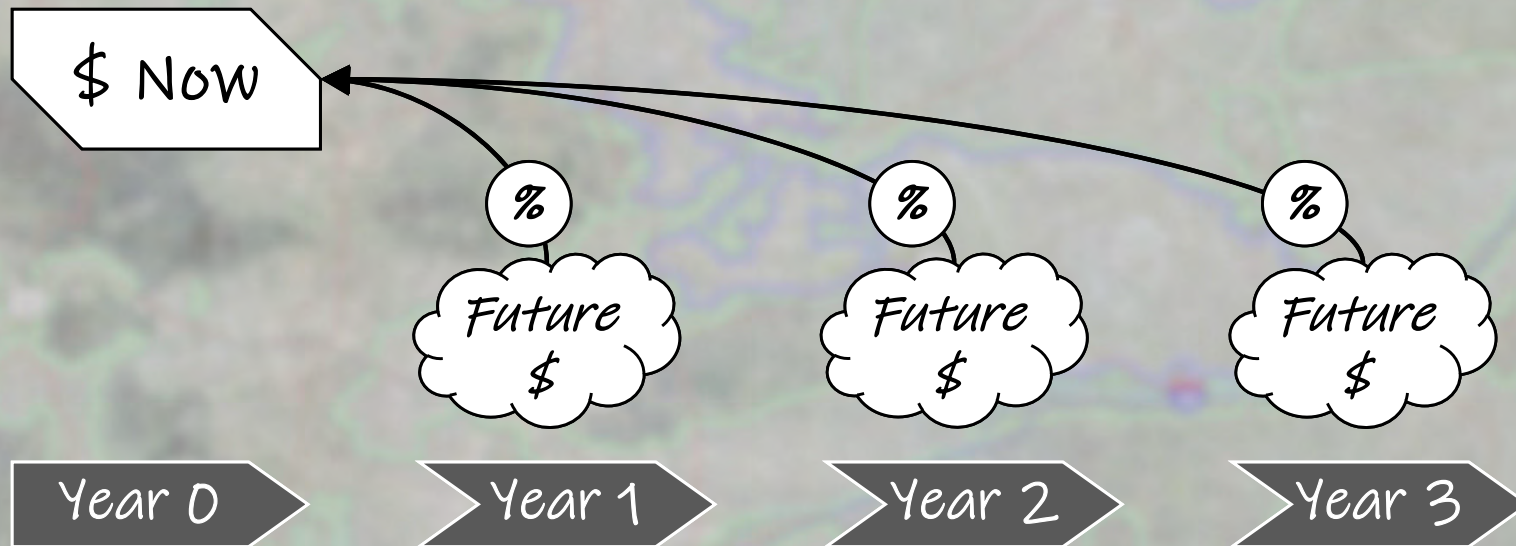 $ Now
%
%
%
Future
$
Future
$
Future
$
Year 0
Year 1
Year 2
Year 3